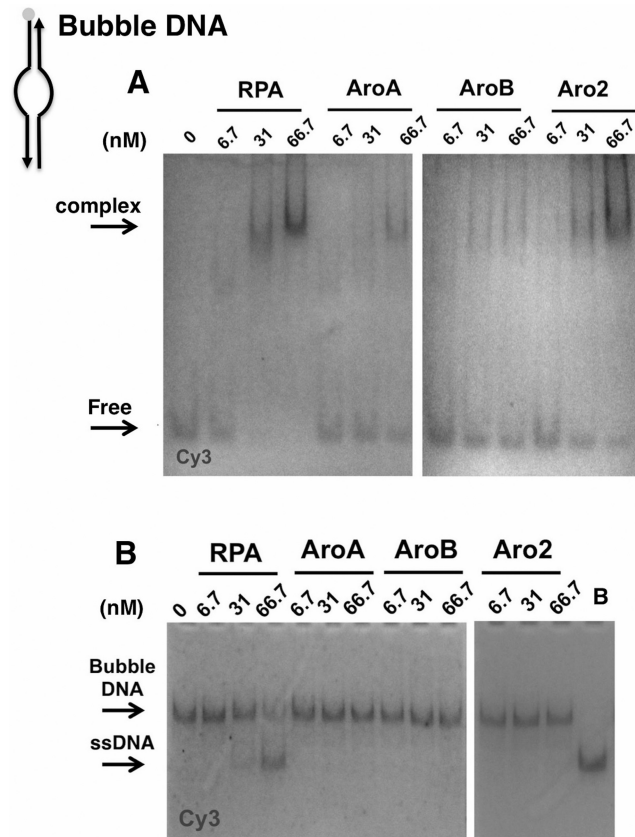 Bubble DNA
A
RPA AroA AroB Aro2
(nM) 0 6.7 31 66.7 6.7 31 66.7 6.7 31 66.7 6.7 31 66.7
complex
Free
Cy3
B
RPA AroA AroB Aro2
(nM) 0 6.7 31 66.7 6.7 31 66.7 6.7 31 66.7 6.7 31 66.7 B
Bubble
DNA
ssDNA
Cy3